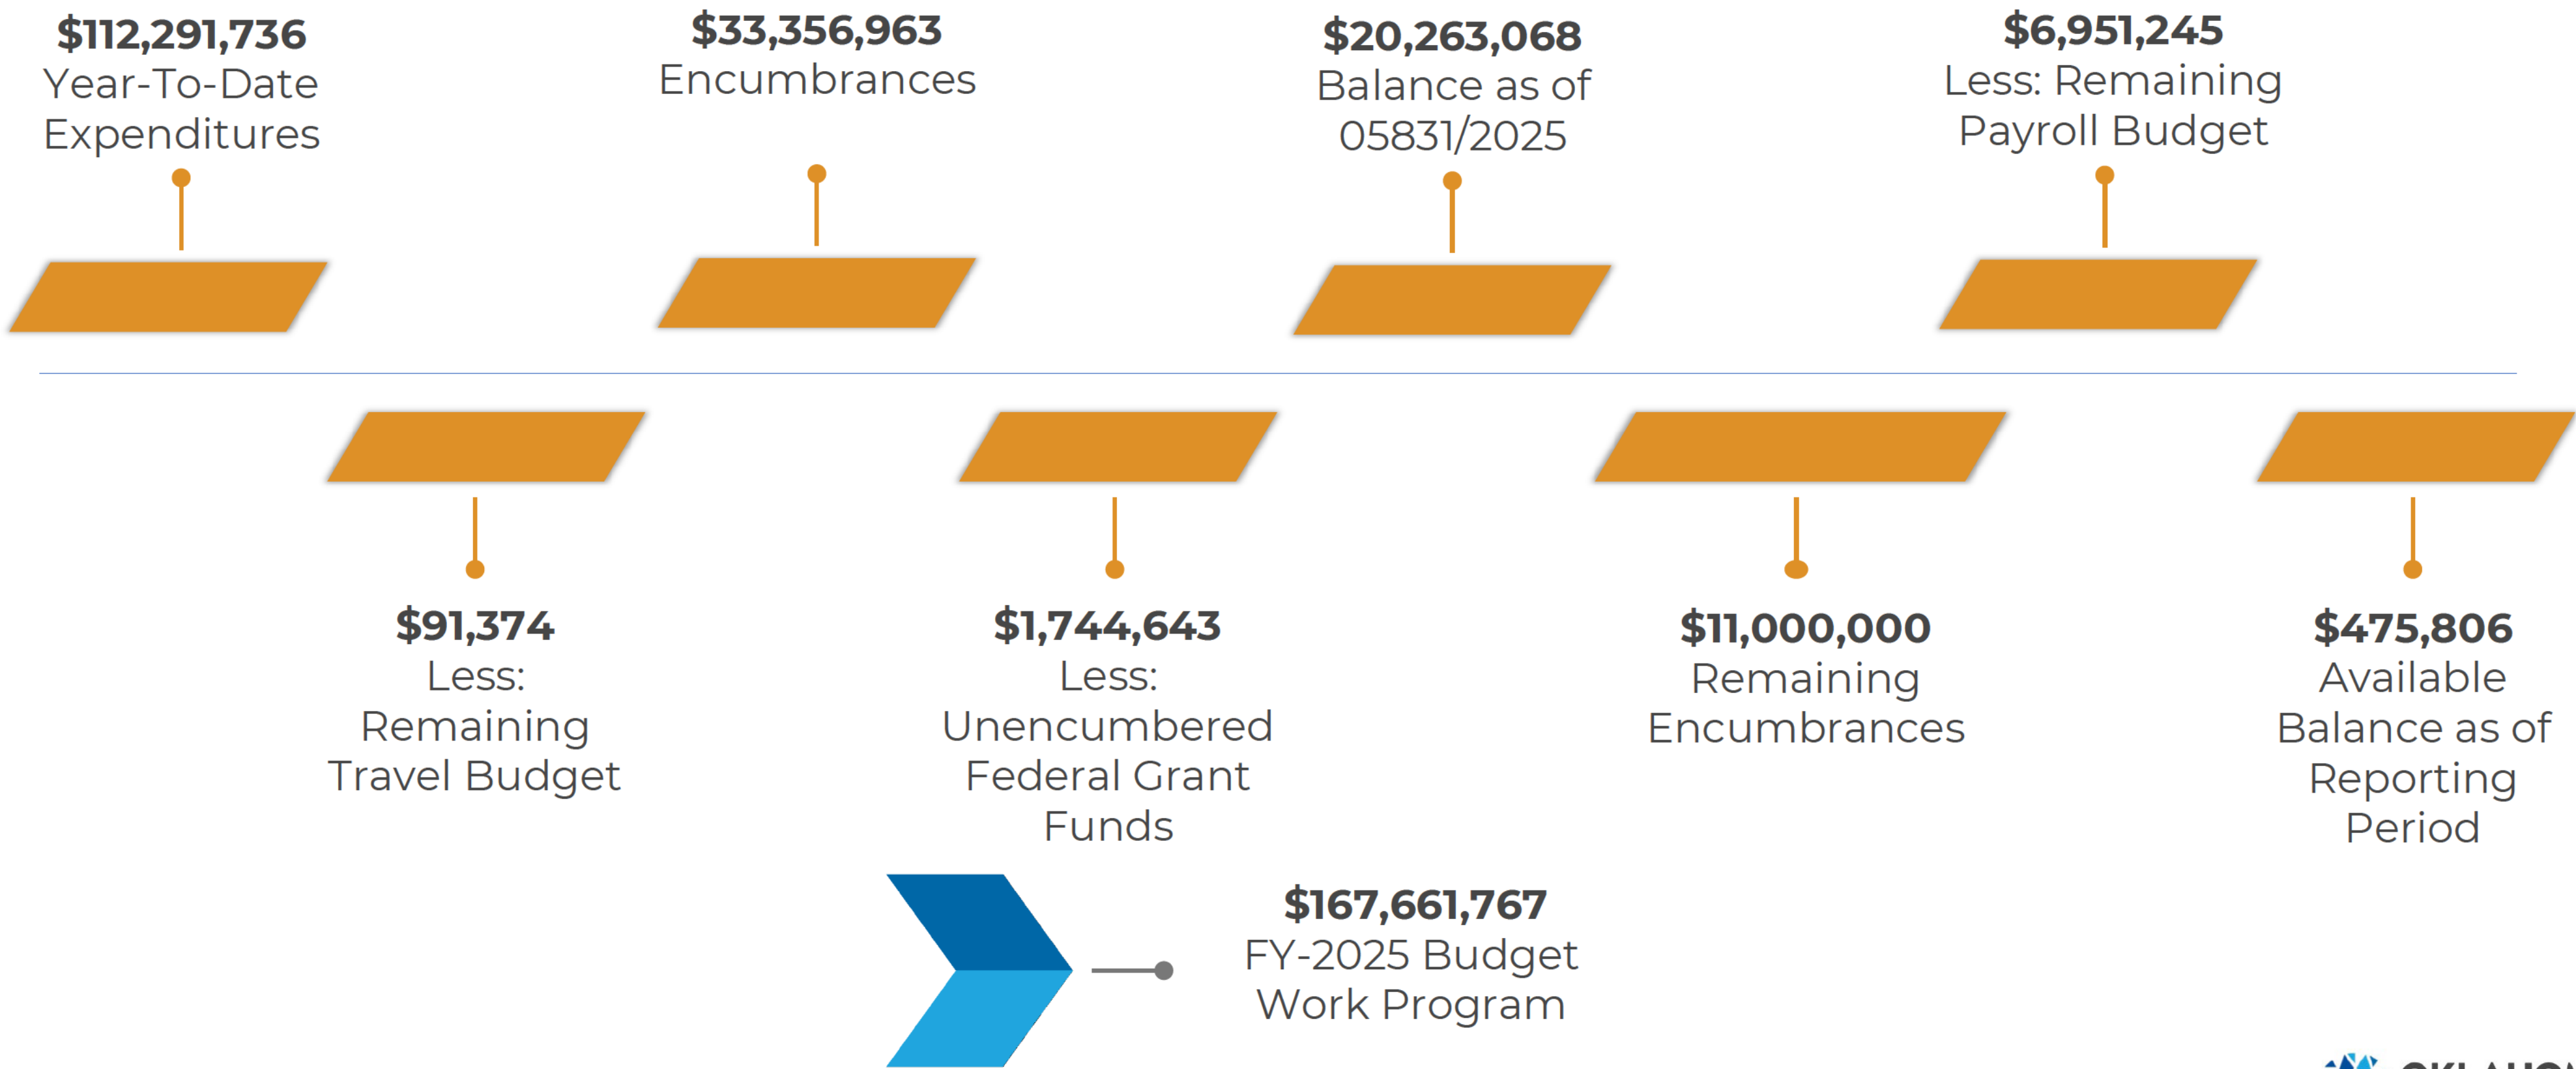 $112,291,736
Year-To-Date
Expenditures
$33,356,963
Encumbrances
$20,263,068
Balance as of
05831/2025
$6,951,245
Less: Remaining
Payroll Budget
$91,374
Less:
Remaining
Travel Budget
$1,744,643
Less:
Unencumbered
Federal Grant
Funds
$11,000,000
Remaining
Encumbrances
$475,806
Available
Balance as of
Reporting
Period
$167,661,767
FY-2025 Budget
Work Program